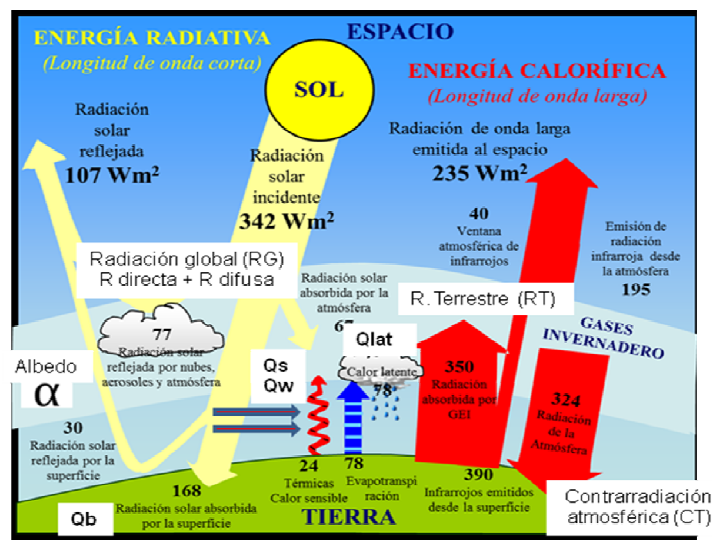 ENERGÍA RADIATIVA
(Longitud de onda corta)
ESPACIO
SOL
ENERGÍA CALORÍFICA
(Longitud de onda larga)
Radiación
solar
reflejada
107 Wm²
Radiación
solar
incidente
342 Wm²
Radiación de onda larga
emitida al espacio
235 Wm²
40
Ventana
atmosférica de
infrarrojos
Emisión de
radiación
infrarroja desde
la atmósfera
195
Radiación global (RG)
R directa + R difusa
Radiación solar
absorbida por la
atmósfera
R. Terrestre (RT)
GASES
INVERNADERO
77
Radiación solar
reflejada por nubes,
aerosoles y atmósfera
Albedo
α
Qs
Qw
Qlat
Calor latente
78
350
Radiación
absorbida por
GEI
324
Radiación
de la
Atmósfera
30
Radiación solar
reflejada por la
superficie
168
Radiación solar absorbida
por la superficie
Qb
24
Térmicas
Calor sensible
78
Evapotranspi
ración
390
Infrarrojos emitidos
desde la superficie
TIERRA
Contrarradiación
atmosférica (CT)